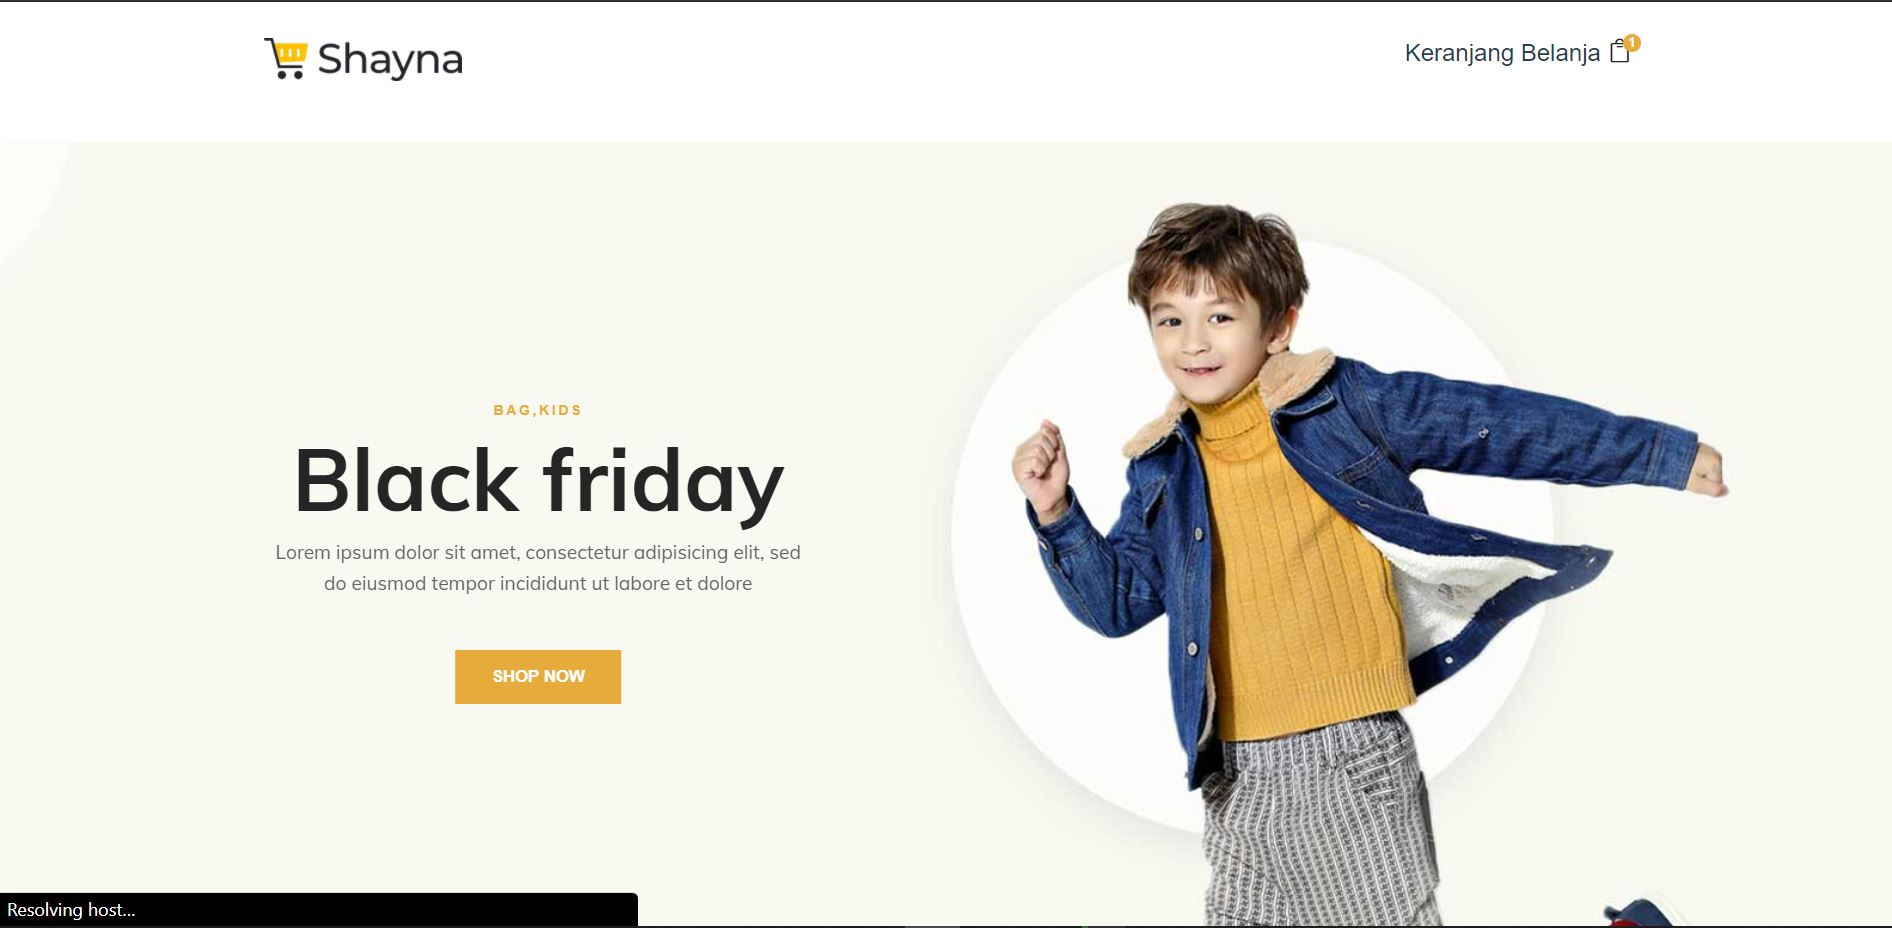 Shayna
Keranjang Belanja 1
BAG,KIDS
Black friday
Lorem ipsum dolor sit amet, consectetur adipisicing elit, sed
do eiusmod tempor incididunt ut labore et dolore
SHOP NOW
Resolving host...